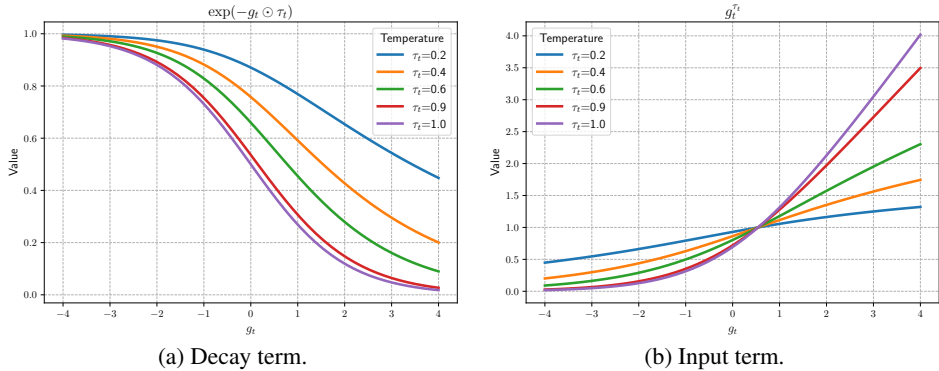 exp(−g_t ⊙ τ_t)
Value
1.0
0.8
0.6
0.4
0.2
0.0
−4 −3 −2 −1 0 1 2 3 4
g_t
Temperature
τ_t=0.2
τ_t=0.4
τ_t=0.6
τ_t=0.9
τ_t=1.0
(a) Decay term.
g_t^{τ_t}
Value
4.0
3.5
3.0
2.5
2.0
1.5
1.0
0.5
0.0
−4 −3 −2 −1 0 1 2 3 4
g_t
Temperature
τ_t=0.2
τ_t=0.4
τ_t=0.6
τ_t=0.9
τ_t=1.0
(b) Input term.